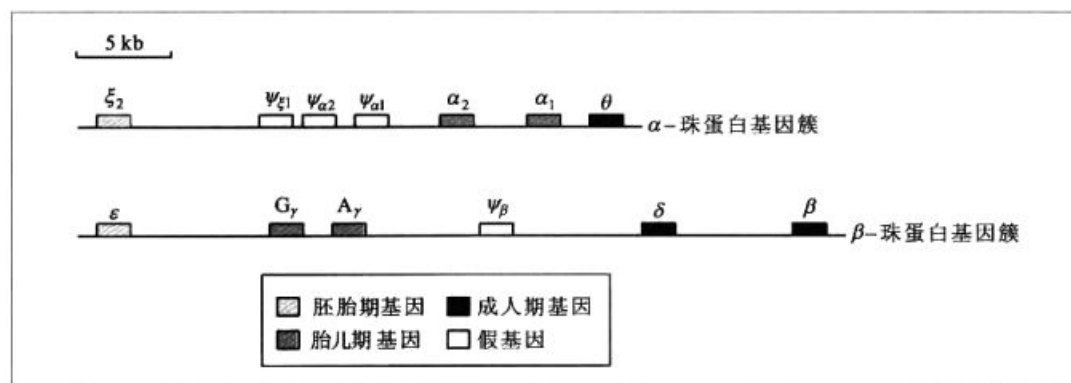 5 kb
ξ₂ ψξ1 ψα2 ψα1 α₂ α₁ θ
α-珠蛋白基因簇
ε Gγ Aγ ψβ δ β
β-珠蛋白基因簇
胚胎期基因 成人期基因
胎儿期基因 假基因